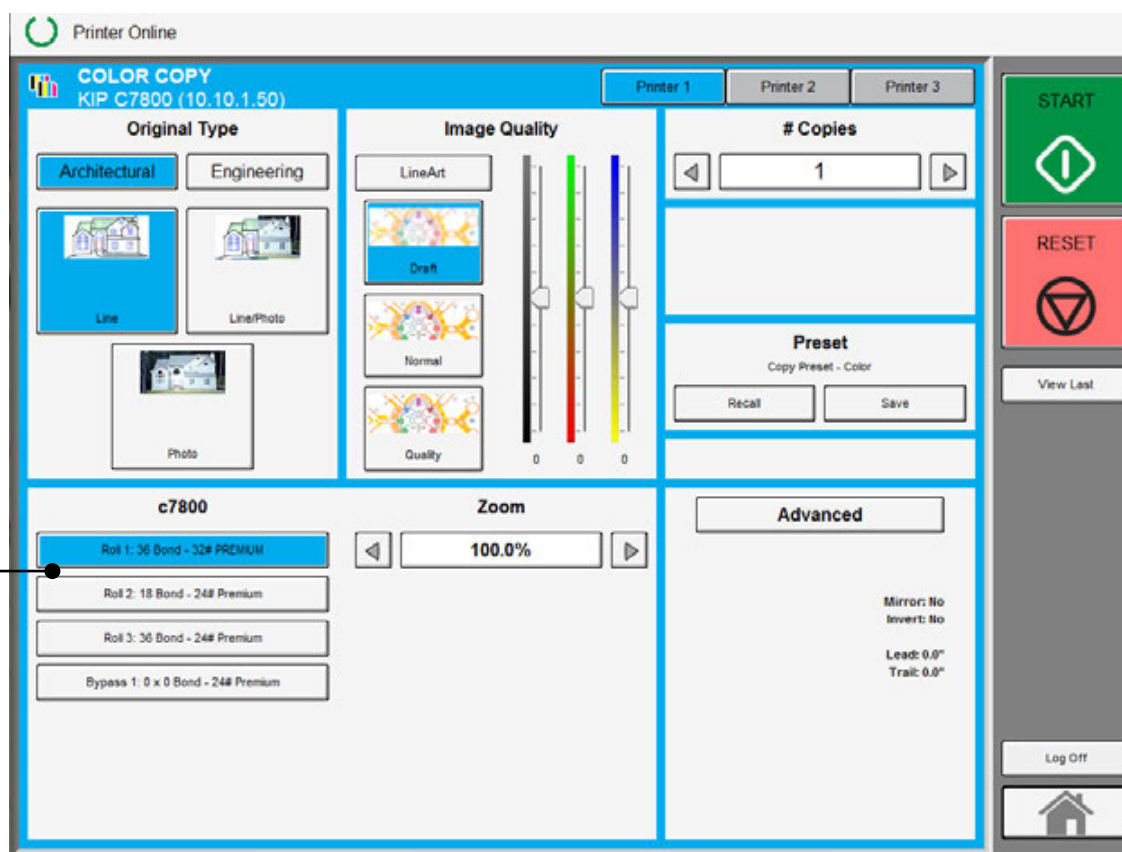 Printer Online
COLOR COPY
KIP C7800 (10.10.1.50)
Printer 1
Printer 2
Printer 3
Original Type
Architectural
Engineering
Line
Line/Photo
Photo
Image Quality
LineArt
Draft
Normal
Quality
0
0
0
# Copies
1
Preset
Copy Preset - Color
Recall
Save
c7800
Roll 1: 36 Bond - 32# PREMIUM
Roll 2: 18 Bond - 24# Premium
Roll 3: 36 Bond - 24# Premium
Bypass 1: 0 x 0 Bond - 24# Premium
Zoom
100.0%
Advanced
Mirror: No
Invert: No
Lead: 0.0"
Trail: 0.0"
START
RESET
View Last
Log Off